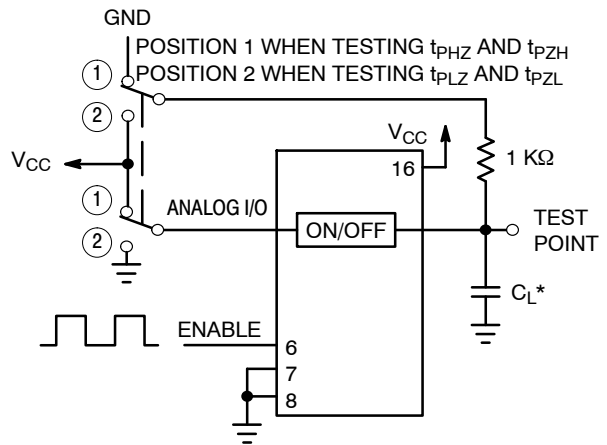 GND
POSITION 1 WHEN TESTING tPHZ AND tPZH
POSITION 2 WHEN TESTING tPLZ AND tPZL
1
2
VCC
VCC
16
1 KΩ
1
2
ANALOG I/O
ON/OFF
TEST
POINT
CL*
ENABLE
6
7
8